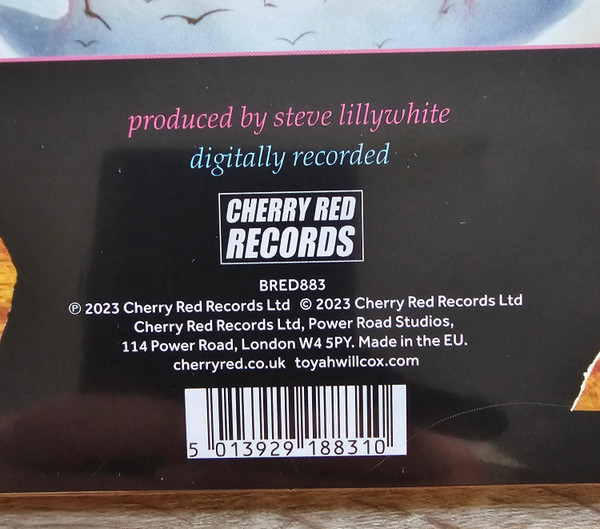 produced by steve lillywhite
digitally recorded
CHERRY RED
RECORDS
BRED883
℗ 2023 Cherry Red Records Ltd © 2023 Cherry Red Records Ltd
Cherry Red Records Ltd, Power Road Studios,
114 Power Road, London W4 5PY. Made in the EU.
cherryred.co.uk toyahwillcox.com
5 013929 188310